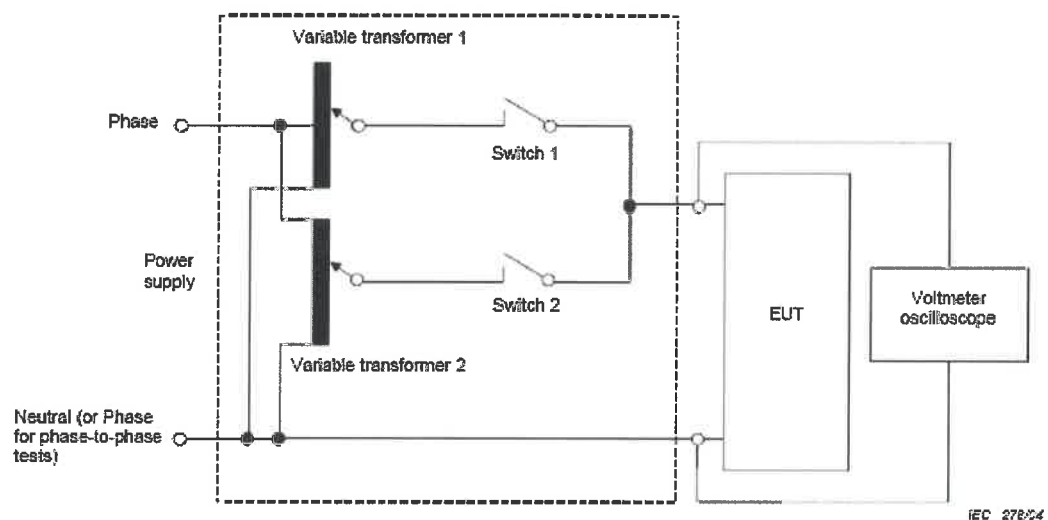 Variable transformer 1
Phase
Switch 1
Power
supply
Switch 2
EUT
Voltmeter
oscilloscope
Variable transformer 2
Neutral (or Phase
for phase-to-phase
tests)
IEC 278/04